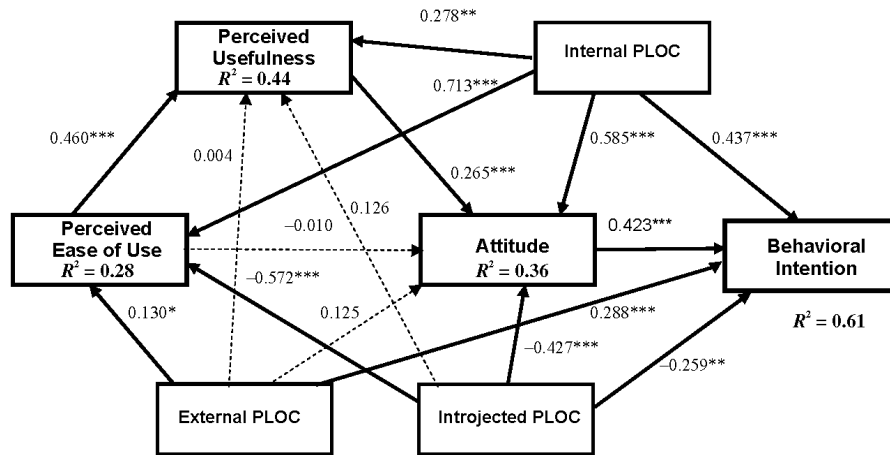 0.278**
Perceived
Usefulness
R² = 0.44
Internal PLOC
0.713***
0.460***
0.004
0.585***
0.437***
0.265***
0.126
Perceived
Ease of Use
R² = 0.28
−0.010
Attitude
R² = 0.36
0.423***
Behavioral
Intention
−0.572***
0.130*
0.125
0.288***
R² = 0.61
−0.427***
−0.259**
External PLOC
Introjected PLOC